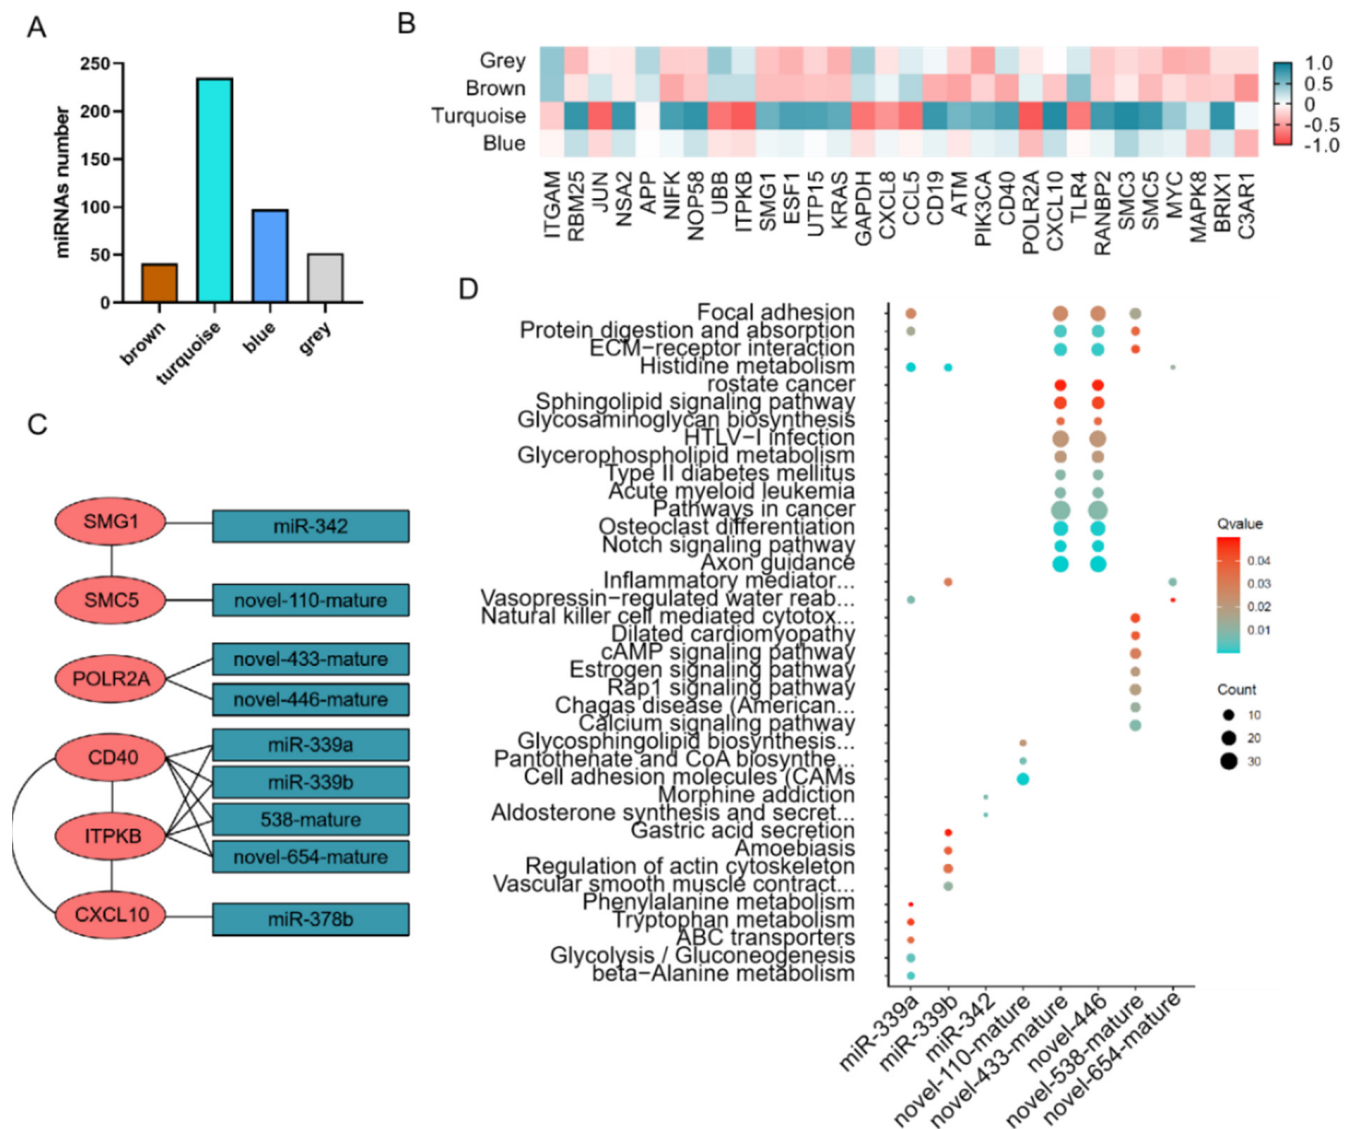 A
miRNAs number
250
200
150
100
50
0
brown
turquoise
blue
grey
B
Grey
Brown
Turquoise
Blue
ITGAM
RBM25
JUN
NSA2
APP
NIFK
NOP58
UBB
ITPKB
SMG1
ESF1
UTP15
KRAS
GAPDH
CXCL8
CCL5
CD19
ATM
PIK3CA
CD40
POLR2A
CXCL10
TLR4
RANBP2
SMC3
SMC5
MYC
MAPK8
BRIX1
C3AR1
1.0
0.5
0
-0.5
-1.0
C
SMG1
miR-342
SMC5
novel-110-mature
POLR2A
novel-433-mature
novel-446-mature
CD40
miR-339a
miR-339b
ITPKB
538-mature
novel-654-mature
CXCL10
miR-378b
D
Focal adhesion
Protein digestion and absorption
ECM−receptor interaction
Histidine metabolism
rostate cancer
Sphingolipid signaling pathway
Glycosaminoglycan biosynthesis
HTLV−I infection
Glycerophospholipid metabolism
Type II diabetes mellitus
Acute myeloid leukemia
Pathways in cancer
Osteoclast differentiation
Notch signaling pathway
Axon guidance
Inflammatory mediator...
Vasopressin−regulated water reab...
Natural killer cell mediated cytotox...
Dilated cardiomyopathy
cAMP signaling pathway
Estrogen signaling pathway
Rap1 signaling pathway
Chagas disease (American...
Calcium signaling pathway
Glycosphingolipid biosynthesis...
Pantothenate and CoA biosynthe...
Cell adhesion molecules (CAMs
Morphine addiction
Aldosterone synthesis and secret...
Gastric acid secretion
Amoebiasis
Regulation of actin cytoskeleton
Vascular smooth muscle contract...
Phenylalanine metabolism
Tryptophan metabolism
ABC transporters
Glycolysis / Gluconeogenesis
beta−Alanine metabolism
miR-339a
miR-339b
miR-342
novel-110-mature
novel-433-mature
novel-446
novel-538-mature
novel-654-mature
Qvalue
0.04
0.03
0.02
0.01
Count
10
20
30